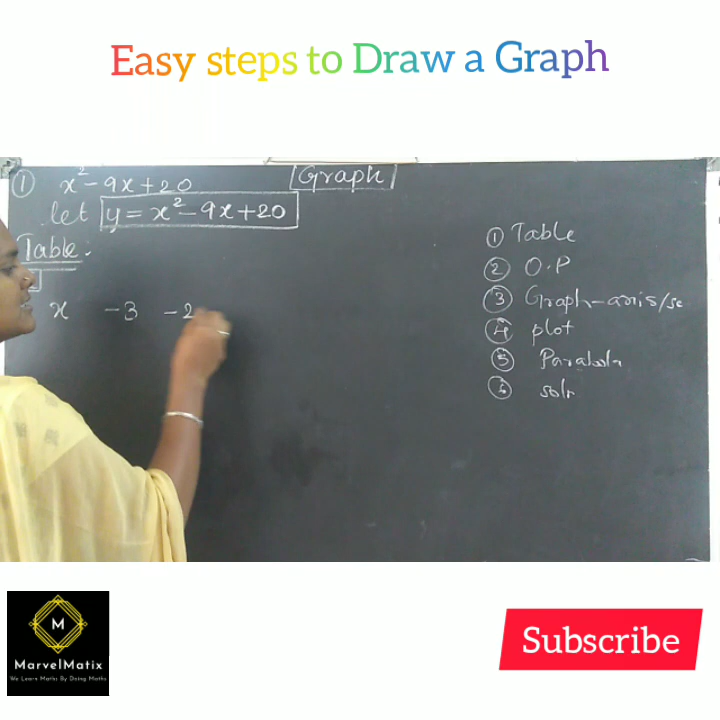 Easy steps to Draw a Graph
① x² - 9x + 20
Graph
let y = x² - 9x + 20
Table:
x -3 -2
① Table
② O.P
③ Graph - axis/sc
④ plot
⑤ Parabola
⑥ soln
M
MarvelMatix
We Learn Maths By Doing Maths
Subscribe